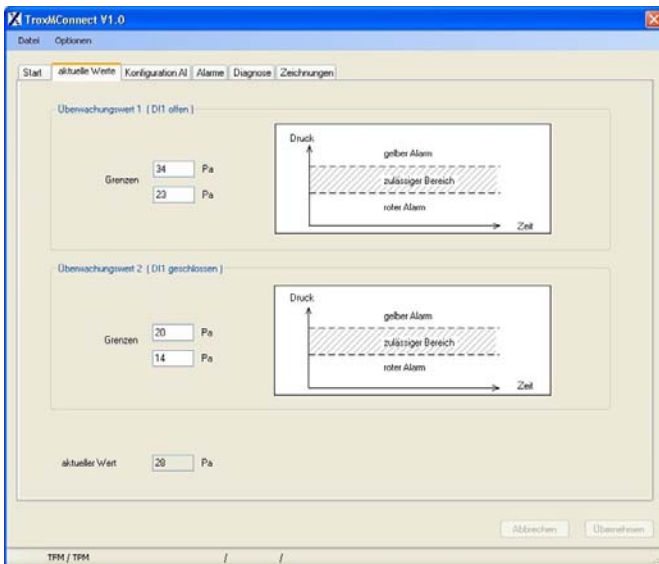 TroxMConnect V1.0
Datei Optionen
Start aktuelle Werte Konfiguration AI Alarme Diagnose Zeichnungen
Überwachungswert 1 ( DI1 offen )
Grenzen
34 Pa
23 Pa
Druck
gelber Alarm
zulässiger Bereich
roter Alarm
Zeit
Überwachungswert 2 ( DI1 geschlossen )
Grenzen
20 Pa
14 Pa
Druck
gelber Alarm
zulässiger Bereich
roter Alarm
Zeit
aktueller Wert 28 Pa
Abbrechen Übernehmen
TFM / TPM / /